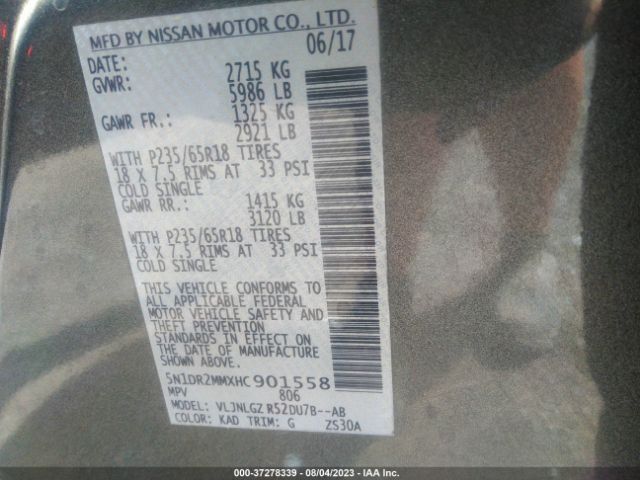 MFD BY NISSAN MOTOR CO., LTD.
DATE: 06/17
GVWR: 2715 KG
5986 LB
GAWR FR.: 1325 KG
2921 LB
WITH P235/65R18 TIRES
18 X 7.5 RIMS AT 33 PSI
COLD SINGLE
GAWR RR.: 1415 KG
3120 LB
WITH P235/65R18 TIRES
18 X 7.5 RIMS AT 33 PSI
COLD SINGLE
THIS VEHICLE CONFORMS TO
ALL APPLICABLE FEDERAL
MOTOR VEHICLE SAFETY AND
THEFT PREVENTION
STANDARDS IN EFFECT ON
THE DATE OF MANUFACTURE
SHOWN ABOVE.
5N1DR2MMXHC901558
MPV 806
MODEL: VLJNLGZ R52DU7B--AB
COLOR: KAD TRIM: G ZS30A
000-37278339 - 08/04/2023 - IAA Inc.